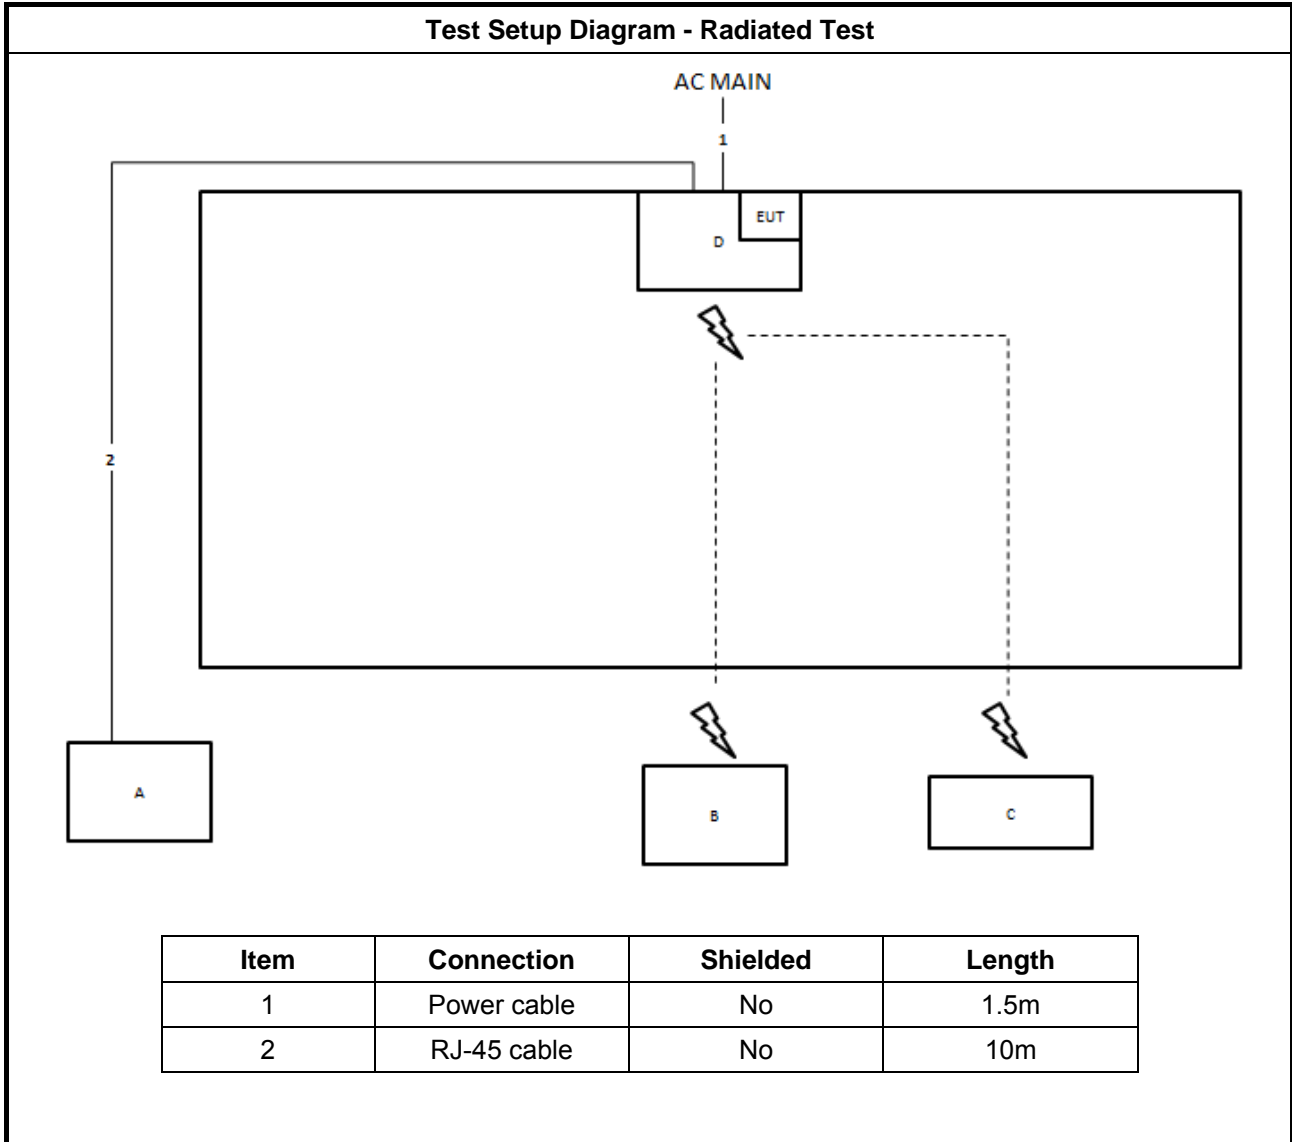 Test Setup Diagram - Radiated Test
AC MAIN
1
EUT
D
2
A
B
C
Item Connection Shielded Length
1 Power cable No 1.5m
2 RJ-45 cable No 10m